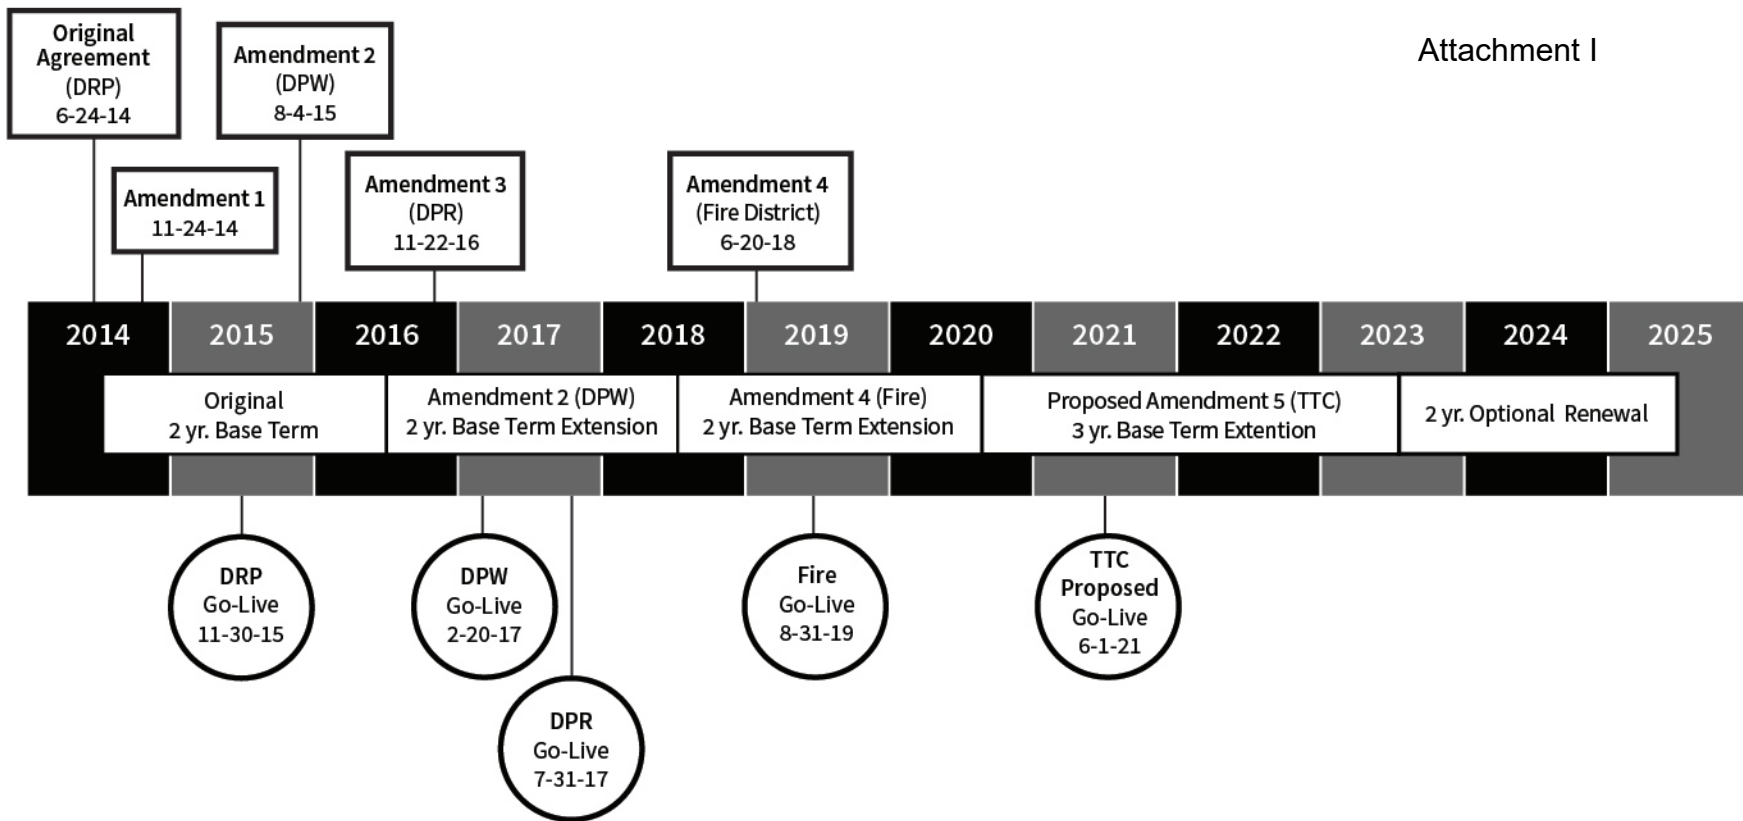 Attachment I
Original
Agreement
(DRP)
6-24-14
Amendment 2
(DPW)
8-4-15
Amendment 1
11-24-14
Amendment 3
(DPR)
11-22-16
Amendment 4
(Fire District)
6-20-18
2014
2015
2016
2017
2018
2019
2020
2021
2022
2023
2024
2025
Original
2 yr. Base Term
Amendment 2 (DPW)
2 yr. Base Term Extension
Amendment 4 (Fire)
2 yr. Base Term Extension
Proposed Amendment 5 (TTC)
3 yr. Base Term Extention
2 yr. Optional Renewal
DRP
Go-Live
11-30-15
DPW
Go-Live
2-20-17
DPR
Go-Live
7-31-17
Fire
Go-Live
8-31-19
TTC
Proposed
Go-Live
6-1-21